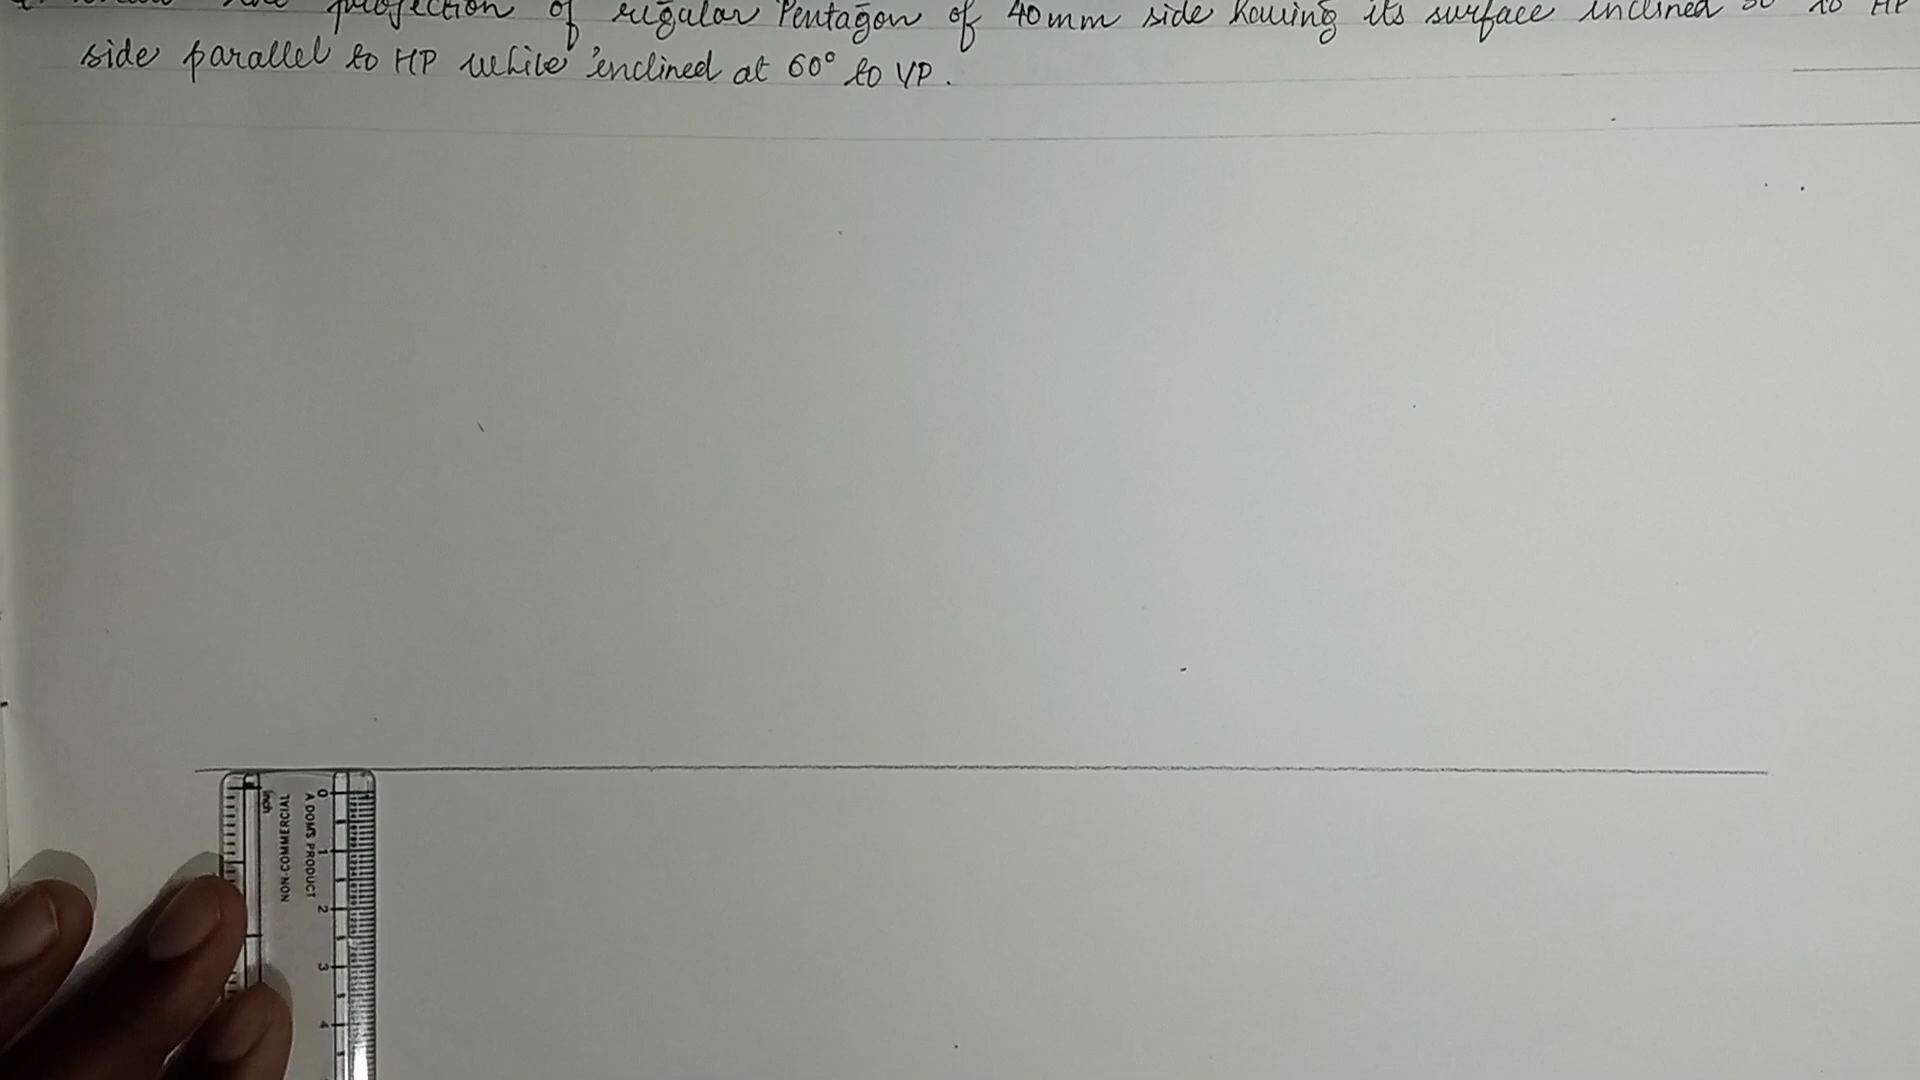 projection of regular Pentagon of 40mm side having its surface inclined to HP
side parallel to HP while inclined at 60° to VP.
inch
NON-COMMERCIAL
A DOMS PRODUCT
0 1 2 3 4